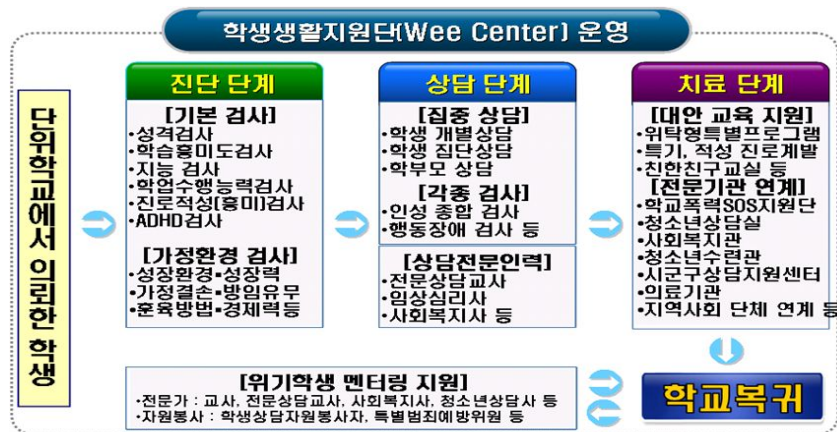 학생생활지원단(Wee Center) 운영
단위학교에서 의뢰한 학생
진단 단계
[기본 검사]
·성격검사
·학습흥미도검사
·지능 검사
·학업수행능력검사
·진로적성(흥미)검사
·ADHD검사
[가정환경 검사]
·성장환경·성장력
·가정결손·방임유무
·훈육방법·경제력등
상담 단계
[집중 상담]
·학생 개별상담
·학생 집단상담
·학부모 상담
[각종 검사]
·인성 종합 검사
·행동장애 검사 등
[상담전문인력]
·전문상담교사
·임상심리사
·사회복지사 등
치료 단계
[대안 교육 지원]
·위탁형특별프로그램
·특기, 적성 진로계발
·친한친구교실 등
[전문기관 연계]
·학교폭력SOS지원단
·청소년상담실
·사회복지관
·청소년수련관
·시군구상담지원센터
·의료기관
·지역사회 단체 연계 등
[위기학생 멘터링 지원]
·전문가 : 교사, 전문상담교사, 사회복지사, 청소년상담사 등
·자원봉사 : 학생상담자원봉사자, 특별범죄예방위원 등
학교복귀